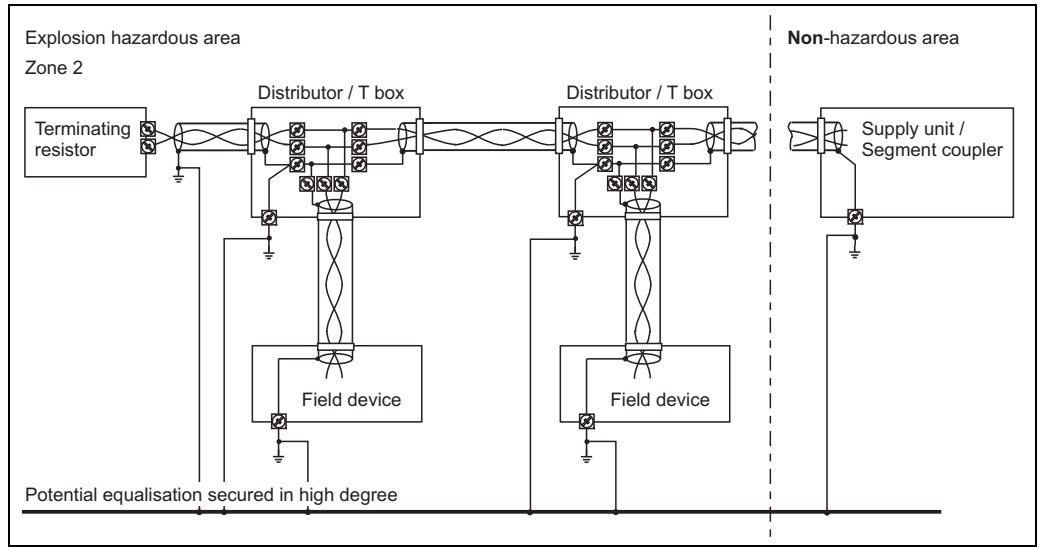 Explosion hazardous area
Non-hazardous area
Zone 2
Distributor / T box
Distributor / T box
Terminating
resistor
Supply unit /
Segment coupler
Field device
Field device
Potential equalisation secured in high degree